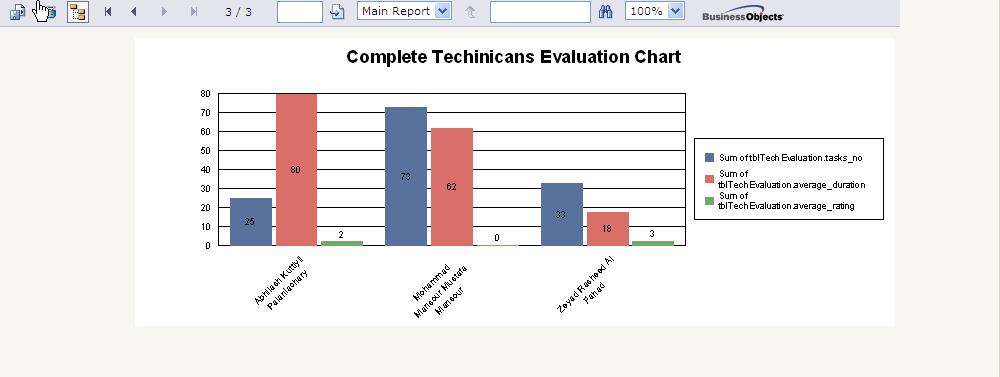 3 / 3
Main Report
100%
BusinessObjects
Complete Techinicans Evaluation Chart
80
70
60
50
40
30
20
10
0
25
80
2
73
62
0
33
18
3
Abhilash Kuttyil
Mohammad
Mansour Mustafa
Mansour
Zeyad Rasheed Al
Fahad
Sum of tblTech Evaluation.tasks_no
Sum of
tblTechEvaluation.average_duration
Sum of
tblTechEvaluation.average_rating